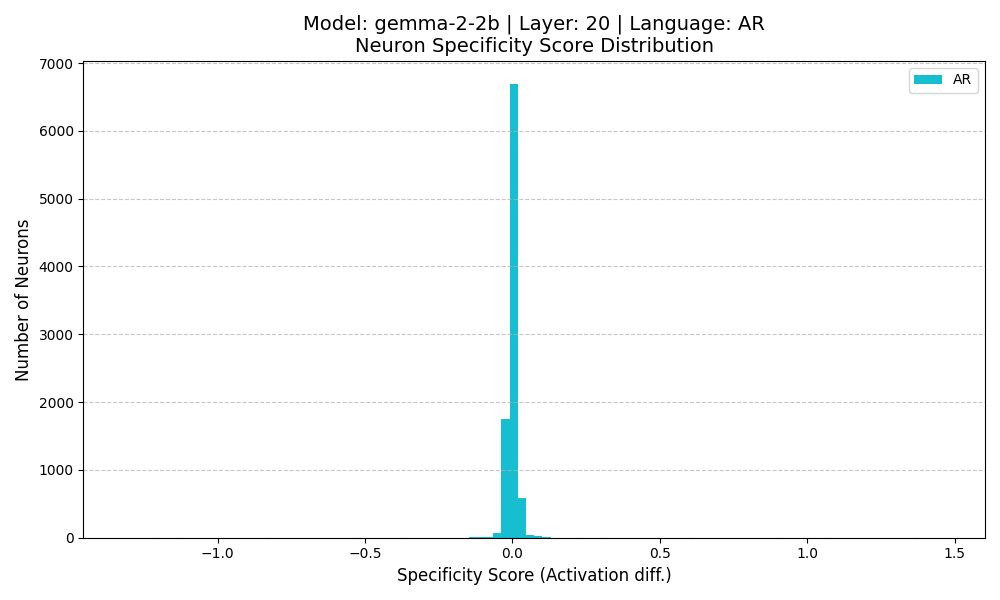 Model: gemma-2-2b | Layer: 20 | Language: AR
Neuron Specificity Score Distribution
AR
Number of Neurons
7000
6000
5000
4000
3000
2000
1000
0
−1.0
−0.5
0.0
0.5
1.0
1.5
Specificity Score (Activation diff.)